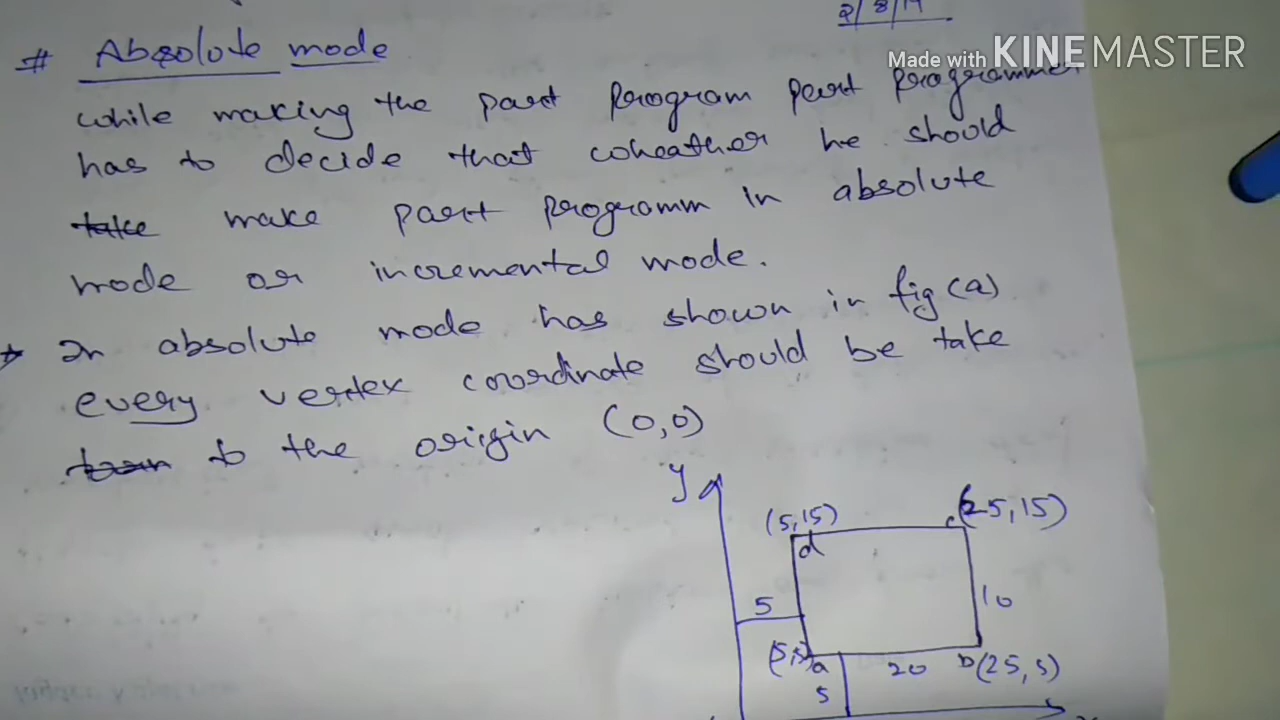 2/8/19
# Absolute mode
Made with KINEMASTER
while making the part program part programmer
has to decide that wheather he should
take make part programm in absolute
mode or incremental mode.
In absolute mode has shown in fig (a)
every vertex coordinate should be take
to the origin (0,0)
y
(5,15) c(25,15)
d
5 10
(5,5)a 20 b(25,5)
5